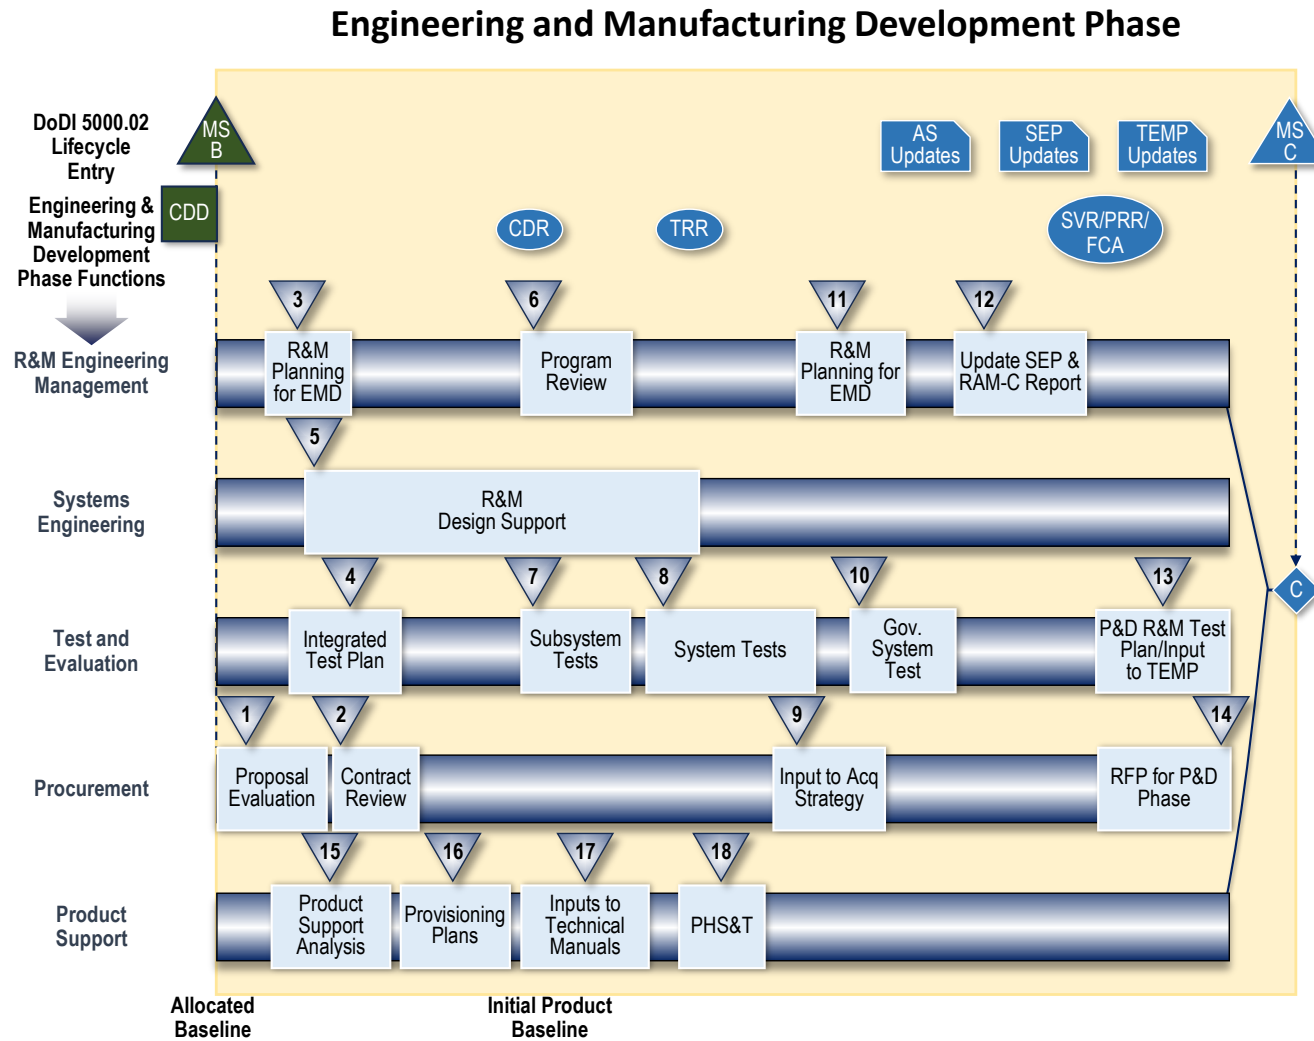 Engineering and Manufacturing Development Phase
DoDI 5000.02
Lifecycle
Entry
MS
B
AS
Updates
SEP
Updates
TEMP
Updates
MS
C
Engineering &
Manufacturing
Development
Phase Functions
CDD
CDR
TRR
SVR/PRR/
FCA
3
6
11
12
R&M Engineering
Management
R&M
Planning
for EMD
Program
Review
R&M
Planning for
EMD
Update SEP &
RAM-C Report
5
Systems
Engineering
R&M
Design Support
4
7
8
10
13
C
Test and
Evaluation
Integrated
Test Plan
Subsystem
Tests
System Tests
Gov.
System
Test
P&D R&M Test
Plan/Input
to TEMP
1
2
9
14
Procurement
Proposal
Evaluation
Contract
Review
Input to Acq
Strategy
RFP for P&D
Phase
15
16
17
18
Product
Support
Product
Support
Analysis
Provisioning
Plans
Inputs to
Technical
Manuals
PHS&T
Allocated
Baseline
Initial Product
Baseline